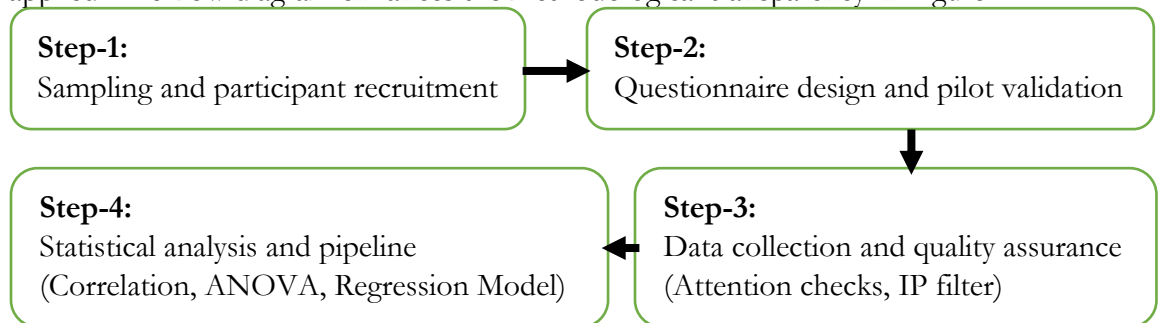 Step-1:
Sampling and participant recruitment
Step-2:
Questionnaire design and pilot validation
Step-3:
Data collection and quality assurance
(Attention checks, IP filter)
Step-4:
Statistical analysis and pipeline
(Correlation, ANOVA, Regression Model)